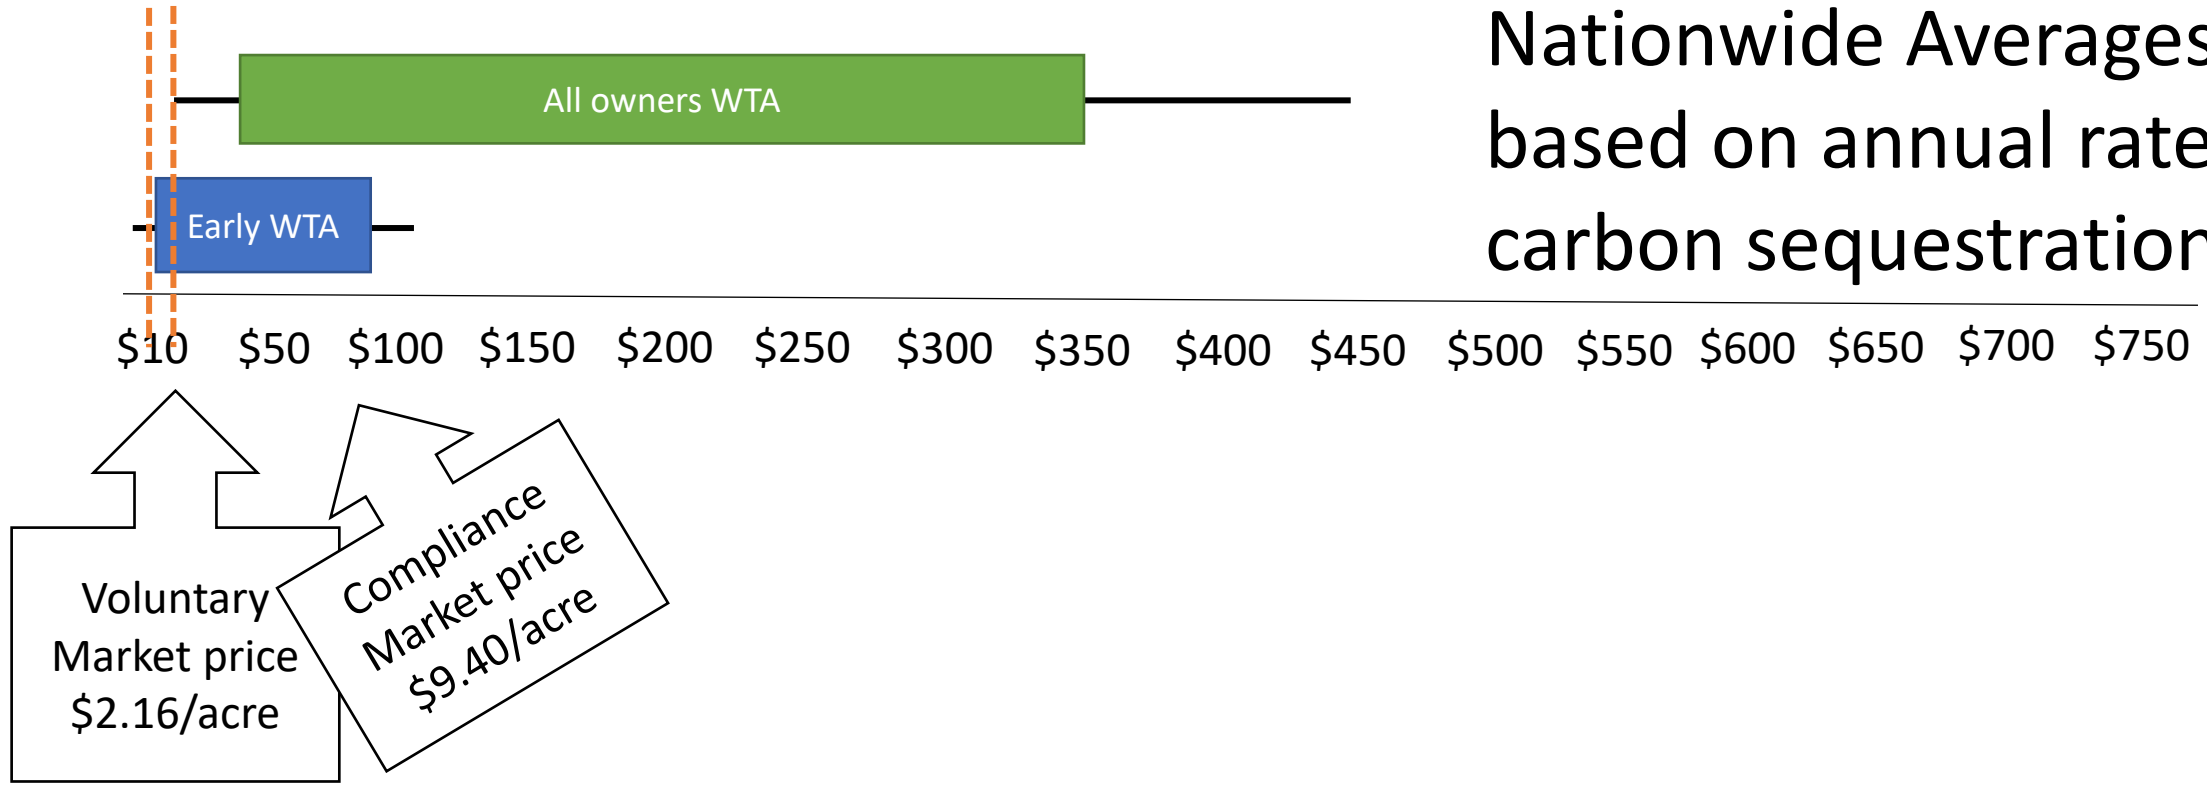 Nationwide Averages
based on annual rate
carbon sequestration
All owners WTA
Early WTA
$10 $50 $100 $150 $200 $250 $300 $350 $400 $450 $500 $550 $600 $650 $700 $750
Voluntary
Market price
$2.16/acre
Compliance
Market price
$9.40/acre